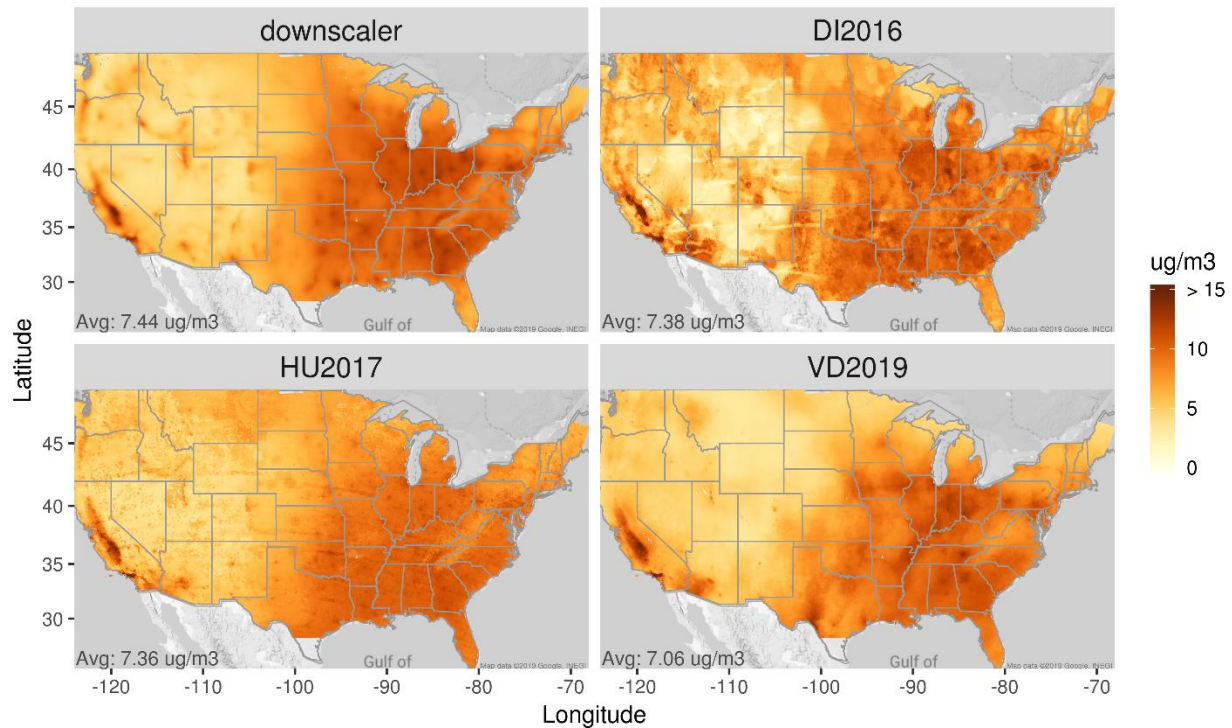 downscaler
DI2016
45
40
35
30
Avg: 7.44 ug/m3
Gulf of
Map data ©2019 Google, INEGI
Avg: 7.38 ug/m3
Gulf of
Map data ©2019 Google, INEGI
ug/m3
> 15
10
5
0
Latitude
HU2017
VD2019
45
40
35
30
Avg: 7.36 ug/m3
Gulf of
Map data ©2019 Google, INEGI
Avg: 7.06 ug/m3
Gulf of
Map data ©2019 Google, INEGI
-120 -110 -100 -90 -80 -70 -120 -110 -100 -90 -80 -70
Longitude